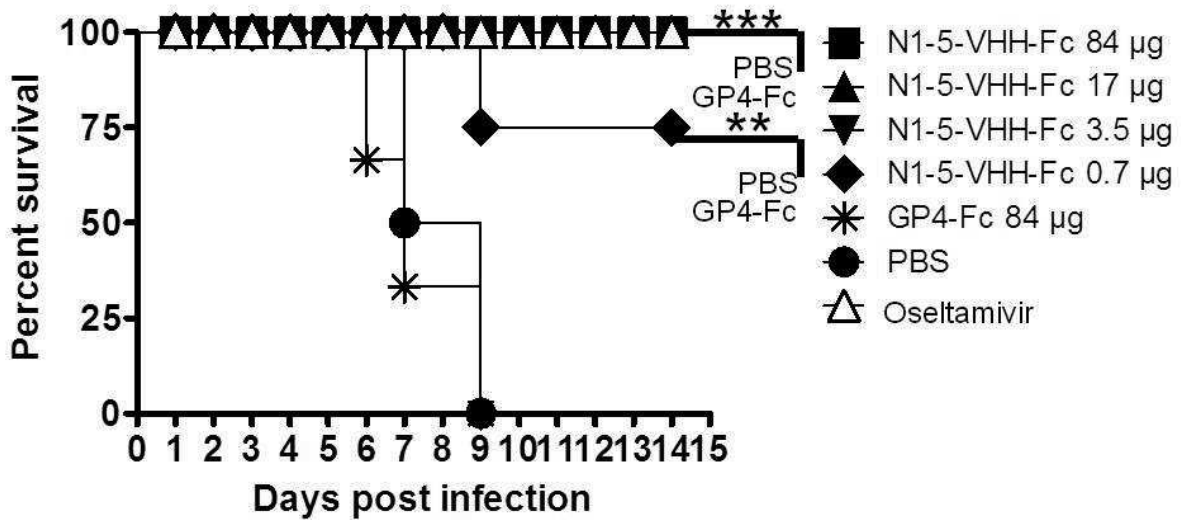 Percent survival
100
75
50
25
0
0 1 2 3 4 5 6 7 8 9 10 11 12 13 14 15
Days post infection
***
PBS
GP4-Fc
**
PBS
GP4-Fc
N1-5-VHH-Fc 84 µg
N1-5-VHH-Fc 17 µg
N1-5-VHH-Fc 3.5 µg
N1-5-VHH-Fc 0.7 µg
GP4-Fc 84 µg
PBS
Oseltamivir